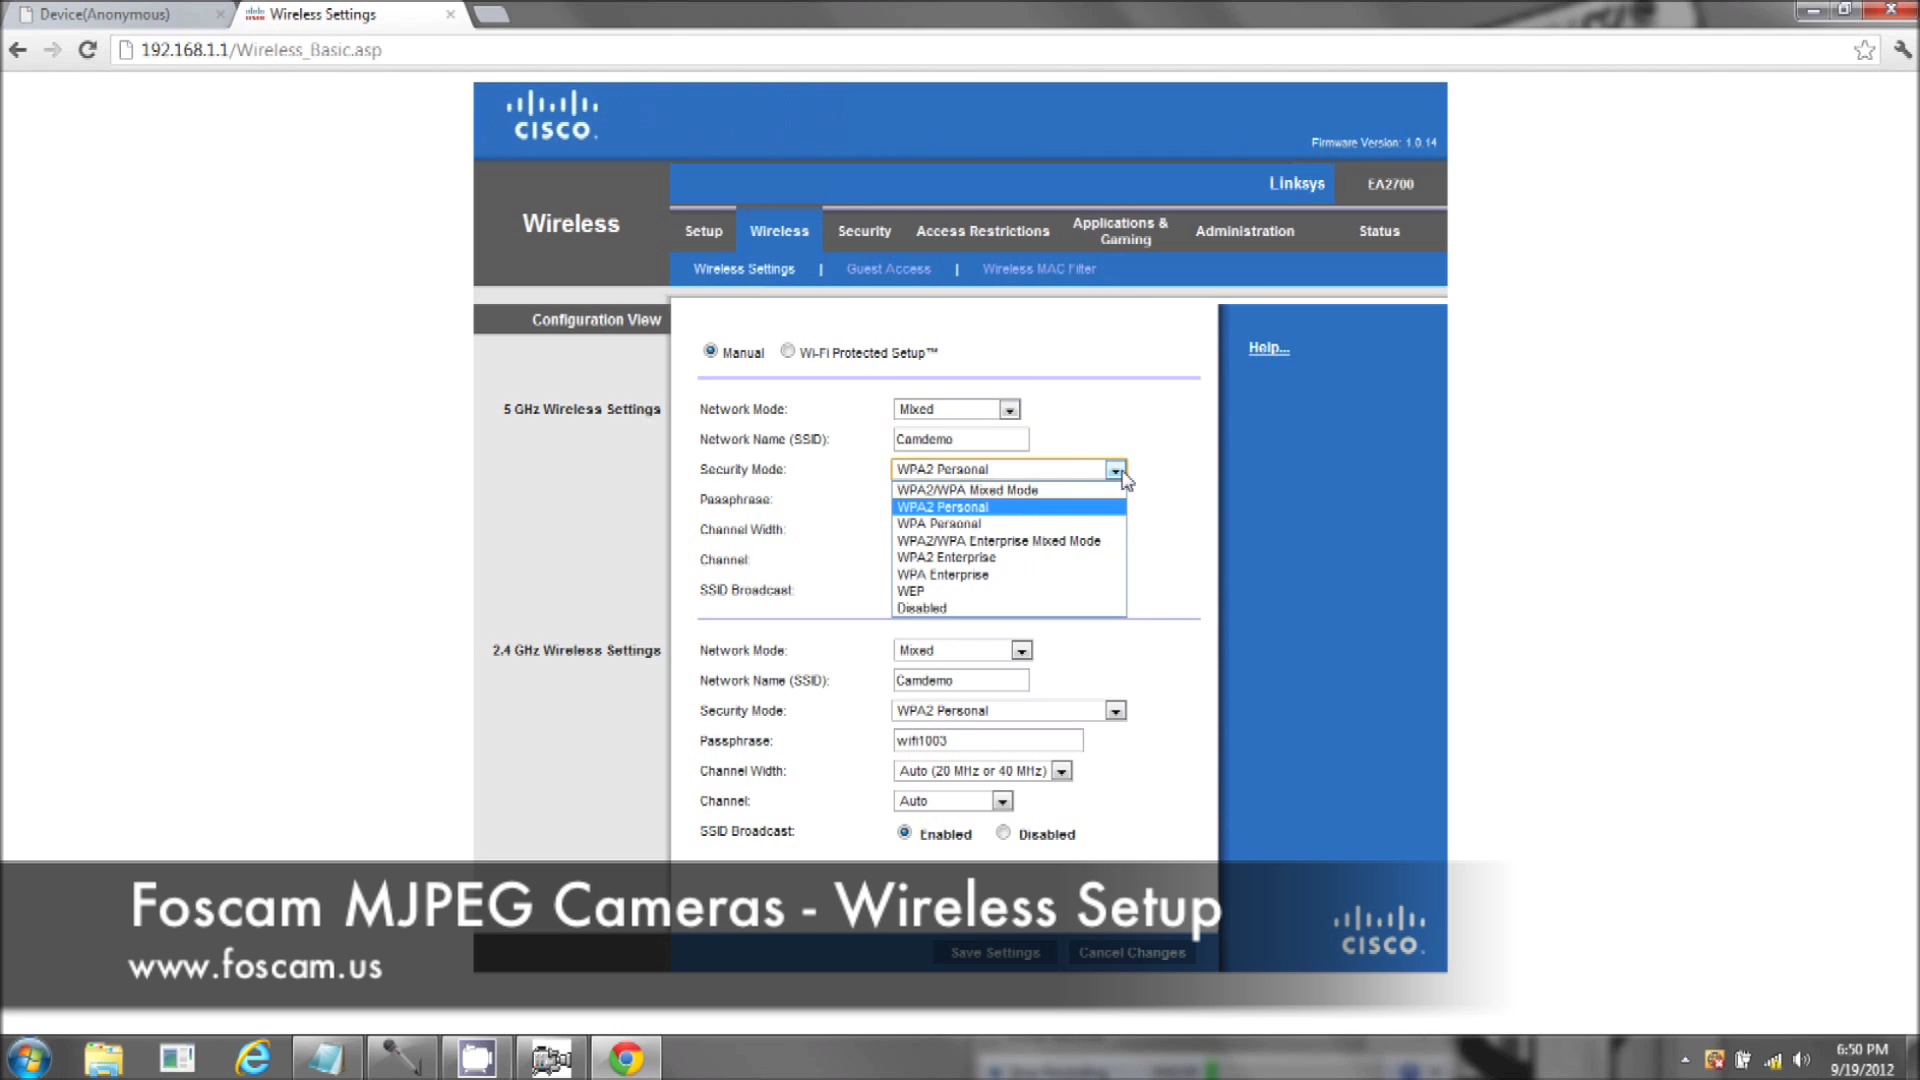 Device(Anonymous)
Wireless Settings
192.168.1.1/Wireless_Basic.asp
CISCO.
Firmware Version: 1.0.14
Linksys
EA2700
Wireless
Setup
Wireless
Security
Access Restrictions
Applications &
Gaming
Administration
Status
Wireless Settings | Guest Access | Wireless MAC Filter
Configuration View
Manual
Wi-Fi Protected Setup™
Help...
5 GHz Wireless Settings
Network Mode: Mixed
Network Name (SSID): Camdemo
Security Mode: WPA2 Personal
WPA2/WPA Mixed Mode
Passphrase:
WPA2 Personal
WPA Personal
Channel Width:
WPA2/WPA Enterprise Mixed Mode
Channel:
WPA2 Enterprise
WPA Enterprise
SSID Broadcast:
WEP
Disabled
2.4 GHz Wireless Settings
Network Mode: Mixed
Network Name (SSID): Camdemo
Security Mode: WPA2 Personal
Passphrase: wifi1003
Channel Width: Auto (20 MHz or 40 MHz)
Channel: Auto
SSID Broadcast: Enabled Disabled
Foscam MJPEG Cameras - Wireless Setup
www.foscam.us
Save Settings
Cancel Changes
CISCO.
6:50 PM
9/19/2012